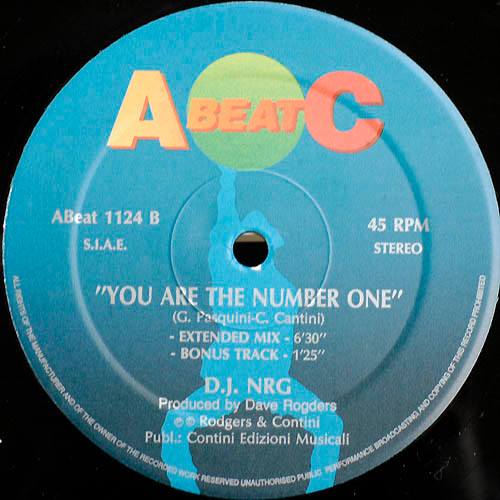 A BEAT C
ABeat 1124 B
45 RPM
S.I.A.E.
STEREO
"YOU ARE THE NUMBER ONE"
(G. Pasquini-C. Cantini)
- EXTENDED MIX - 6'30"
- BONUS TRACK - 1'25"
D.J. NRG
Produced by Dave Rogders
℗© Rodgers & Contini
Publ.: Contini Edizioni Musicali
ALL RIGHTS OF THE MANUFACTURER AND OF THE OWNER OF THE RECORDED WORK RESERVED UNAUTHORISED PUBLIC PERFORMANCE BROADCASTING AND COPYING OF THIS RECORD PROHIBITED